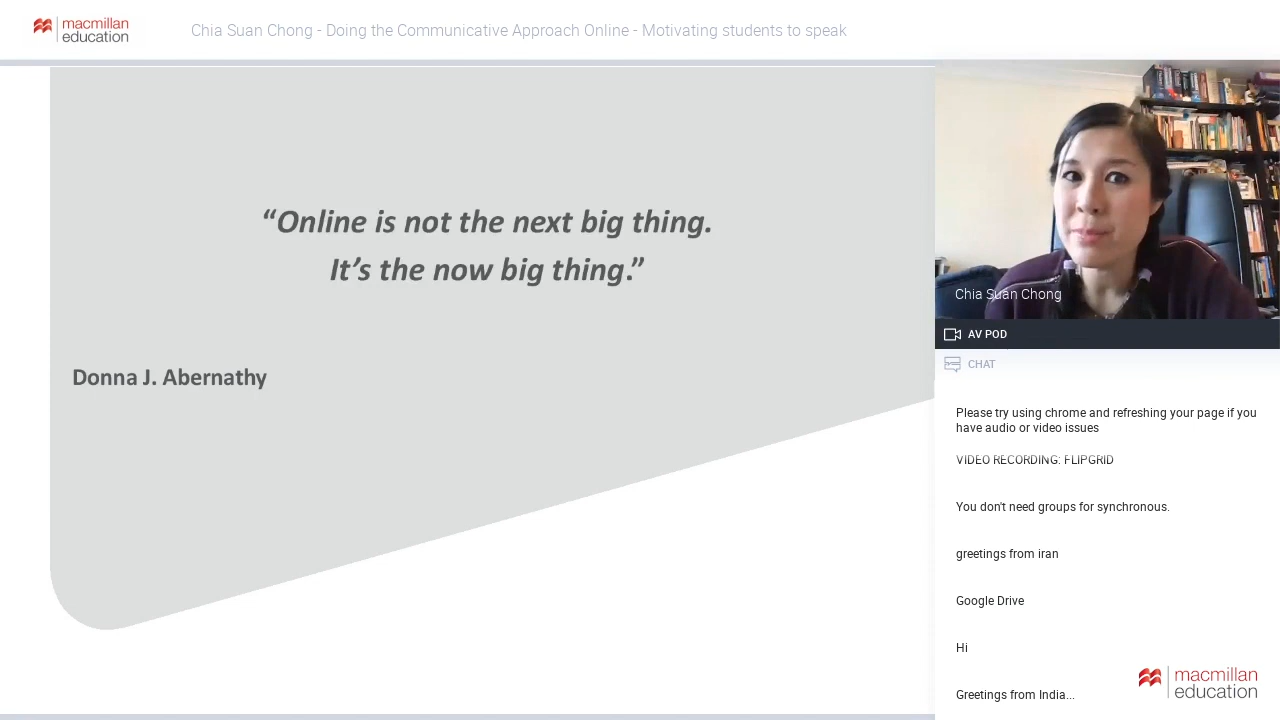 macmillan
education
Chia Suan Chong - Doing the Communicative Approach Online - Motivating students to speak
“Online is not the next big thing.
It’s the now big thing.”
Donna J. Abernathy
Chia Suan Chong
AV POD
CHAT
Please try using chrome and refreshing your page if you
have audio or video issues
VIDEO RECORDING: FLIPGRID
You don't need groups for synchronous.
greetings from iran
Google Drive
Hi
Greetings from India...
macmillan
education